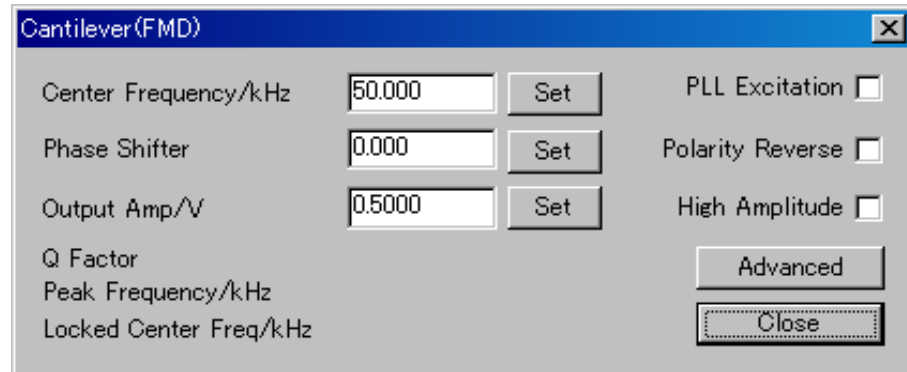 Cantilever(FMD)
Center Frequency/kHz 50.000 Set PLL Excitation
Phase Shifter 0.000 Set Polarity Reverse
Output Amp/V 0.5000 Set High Amplitude
Q Factor
Advanced
Peak Frequency/kHz
Locked Center Freq/kHz Close